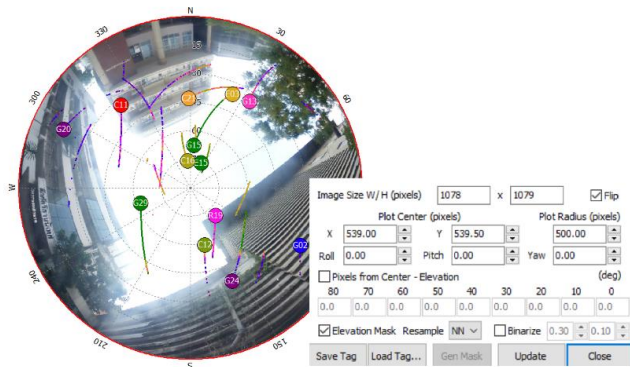 N
330
30
300
60
W
240
210
S
150
C11
C21
E03
G13
G20
G15
C16
E15
G29
R19
C12
G24
G02
Image Size W/H (pixels) 1078 x 1079 Flip
Plot Center (pixels) Plot Radius (pixels)
X 539.00 Y 539.50 500.00
Roll 0.00 Pitch 0.00 Yaw 0.00
Pixels from Center - Elevation (deg)
80 70 60 50 40 30 20 10 0
0.0 0.0 0.0 0.0 0.0 0.0 0.0 0.0 0.0
Elevation Mask Resample NN Binarize 0.30 0.10
Save Tag Load Tag... Gen Mask Update Close